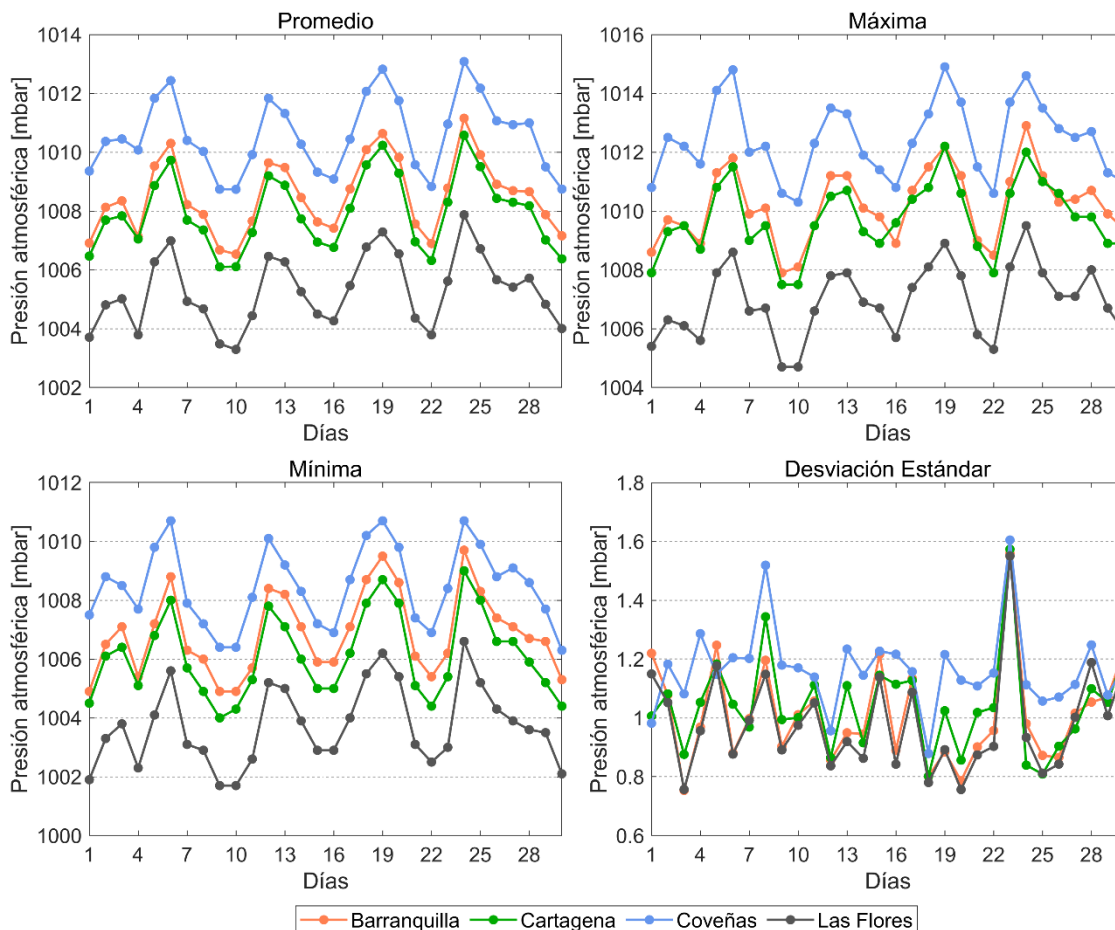 Promedio
Presión atmosférica [mbar]
1014
1012
1010
1008
1006
1004
1002
1 4 7 10 13 16 19 22 25 28
Días
Máxima
Presión atmosférica [mbar]
1016
1014
1012
1010
1008
1006
1004
1 4 7 10 13 16 19 22 25 28
Días
Mínima
Presión atmosférica [mbar]
1012
1010
1008
1006
1004
1002
1000
1 4 7 10 13 16 19 22 25 28
Días
Desviación Estándar
Presión atmosférica [mbar]
1.8
1.6
1.4
1.2
1
0.8
0.6
1 4 7 10 13 16 19 22 25 28
Días
Barranquilla Cartagena Coveñas Las Flores